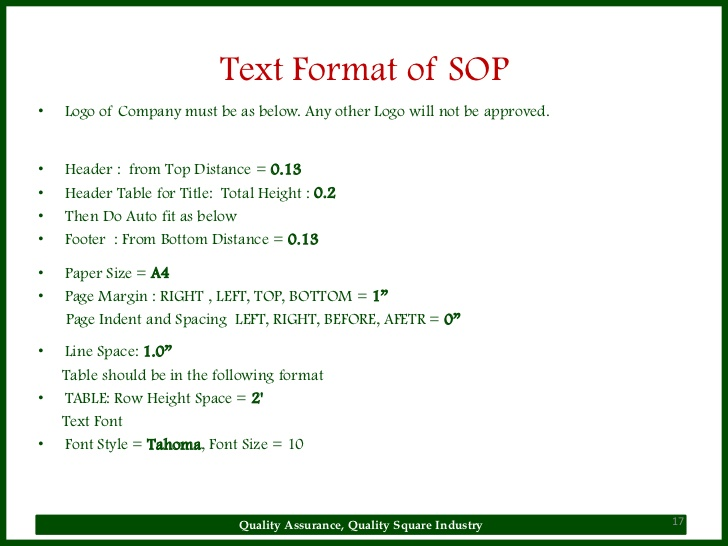 Text Format of SOP
• Logo of Company must be as below. Any other Logo will not be approved.
• Header : from Top Distance = 0.13
• Header Table for Title: Total Height : 0.2
• Then Do Auto fit as below
• Footer : From Bottom Distance = 0.13
• Paper Size = A4
• Page Margin : RIGHT , LEFT, TOP, BOTTOM = 1”
Page Indent and Spacing LEFT, RIGHT, BEFORE, AFETR = 0”
• Line Space: 1.0”
Table should be in the following format
• TABLE: Row Height Space = 2'
Text Font
• Font Style = Tahoma, Font Size = 10
Quality Assurance, Quality Square Industry
17